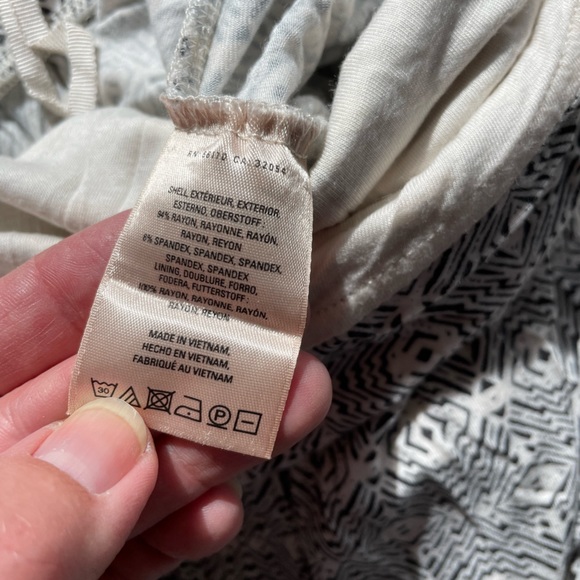 RN 66170 CA 32054
SHELL, EXTÉRIEUR, EXTERIOR,
ESTERNO, OBERSTOFF:
94% RAYON, RAYONNE, RAYÓN,
RAYON, REYON
6% SPANDEX, SPANDEX, SPANDEX,
SPANDEX, SPANDEX
LINING, DOUBLURE, FORRO,
FODERA, FUTTERSTOFF:
100% RAYON, RAYONNE, RAYÓN,
RAYON, REYON
MADE IN VIETNAM,
HECHO EN VIETNAM,
FABRIQUÉ AU VIETNAM
30
P